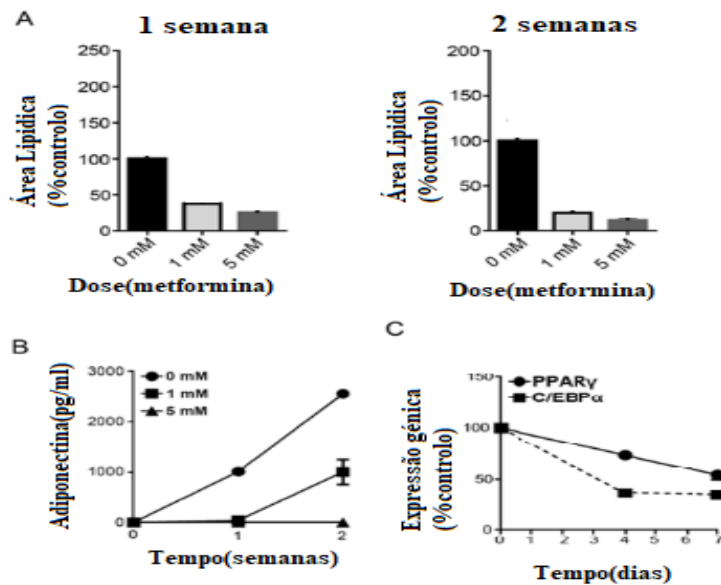 A
1 semana
2 semanas
Área Lipidica
(%controlo)
250
200
150
100
50
0
0 mM
1 mM
5 mM
Dose(metformina)
Área Lipidica
(%controlo)
200
150
100
50
0
0 mM
1 mM
5 mM
Dose(metformina)
B
Adiponectina(pg/ml)
3000
2000
1000
0
0 mM
1 mM
5 mM
0
1
2
Tempo(semanas)
C
Expressão génica
(%controlo)
150
100
50
0
PPARγ
C/EBPα
0 1 2 3 4 5 6 7
Tempo(dias)